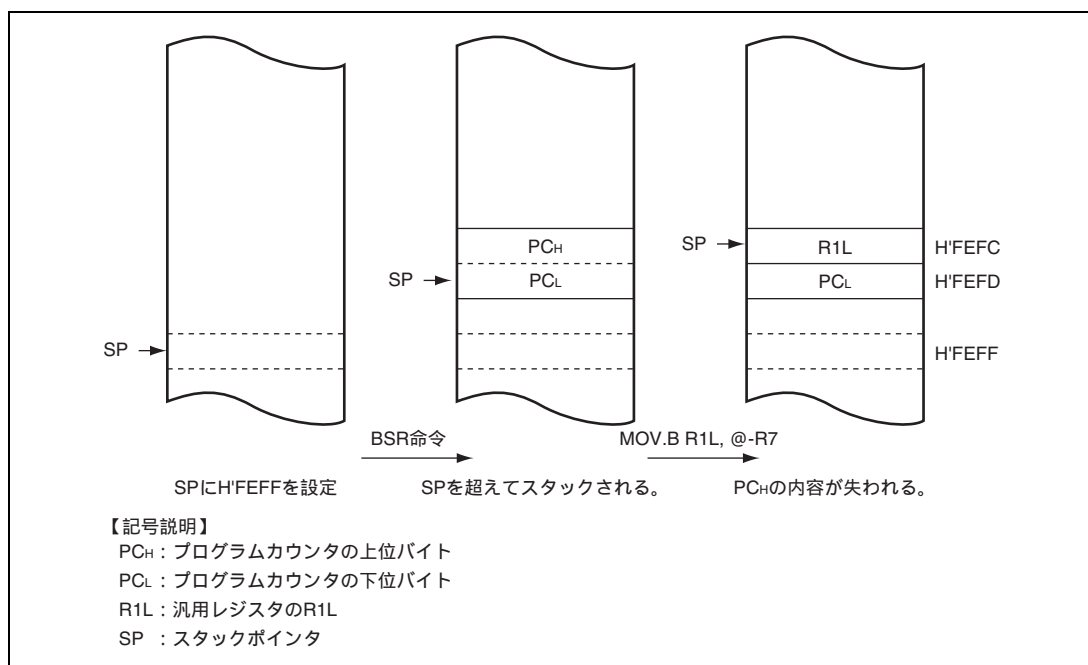 PCH
SP
R1L
H'FEFC
SP
PCL
PCL
H'FEFD
SP
H'FEFF
BSR命令
MOV.B R1L, @-R7
SPにH'FEFFを設定
SPを超えてスタックされる。
PCHの内容が失われる。
【記号説明】
PCH : プログラムカウンタの上位バイト
PCL : プログラムカウンタの下位バイト
R1L : 汎用レジスタのR1L
SP : スタックポインタ